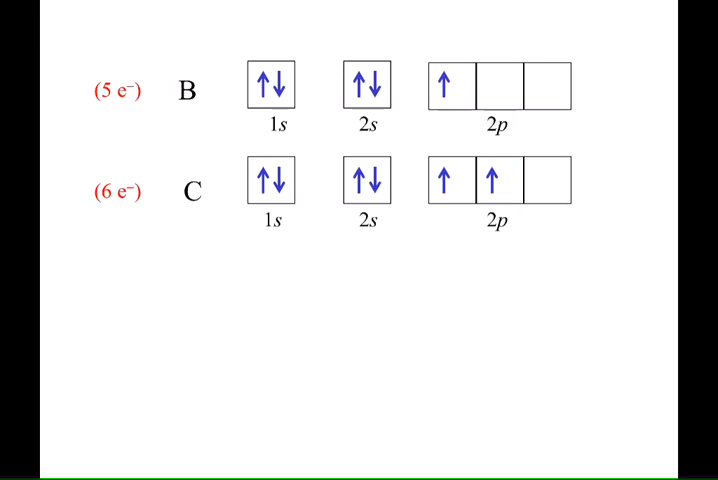 (5 e⁻) B ↑↓ ↑↓ ↑
1s 2s 2p
(6 e⁻) C ↑↓ ↑↓ ↑ ↑
1s 2s 2p